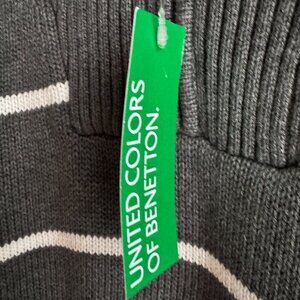 UNITED COLORS
OF BENETTON.